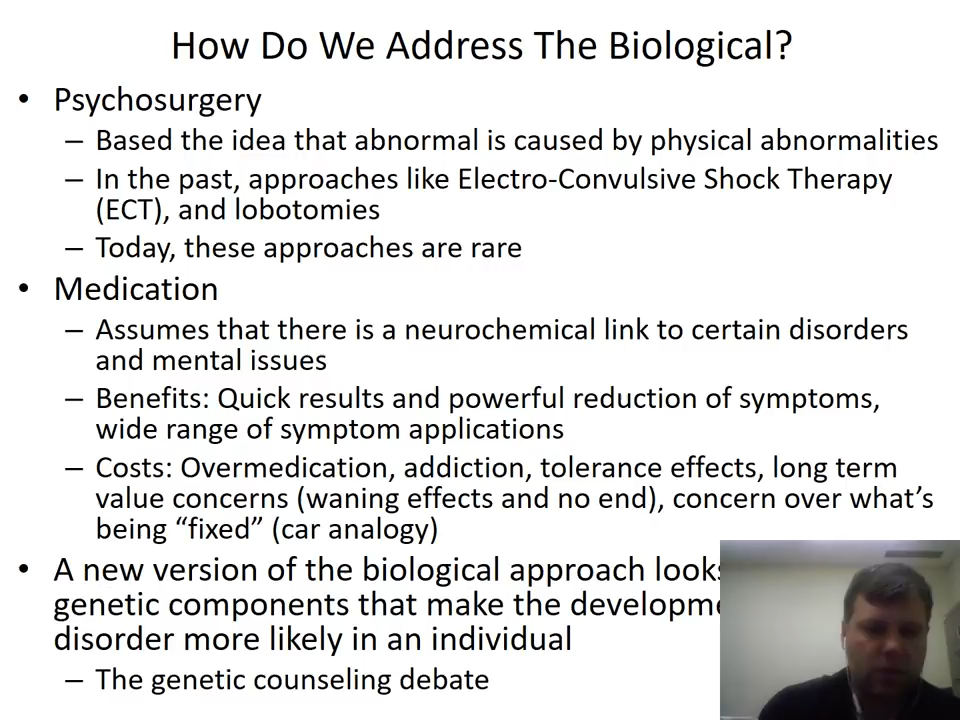 How Do We Address The Biological?
• Psychosurgery
– Based the idea that abnormal is caused by physical abnormalities
– In the past, approaches like Electro-Convulsive Shock Therapy
(ECT), and lobotomies
– Today, these approaches are rare
• Medication
– Assumes that there is a neurochemical link to certain disorders
and mental issues
– Benefits: Quick results and powerful reduction of symptoms,
wide range of symptom applications
– Costs: Overmedication, addiction, tolerance effects, long term
value concerns (waning effects and no end), concern over what’s
being “fixed” (car analogy)
• A new version of the biological approach looks
genetic components that make the
disorder more likely in an individual
– The genetic counseling debate